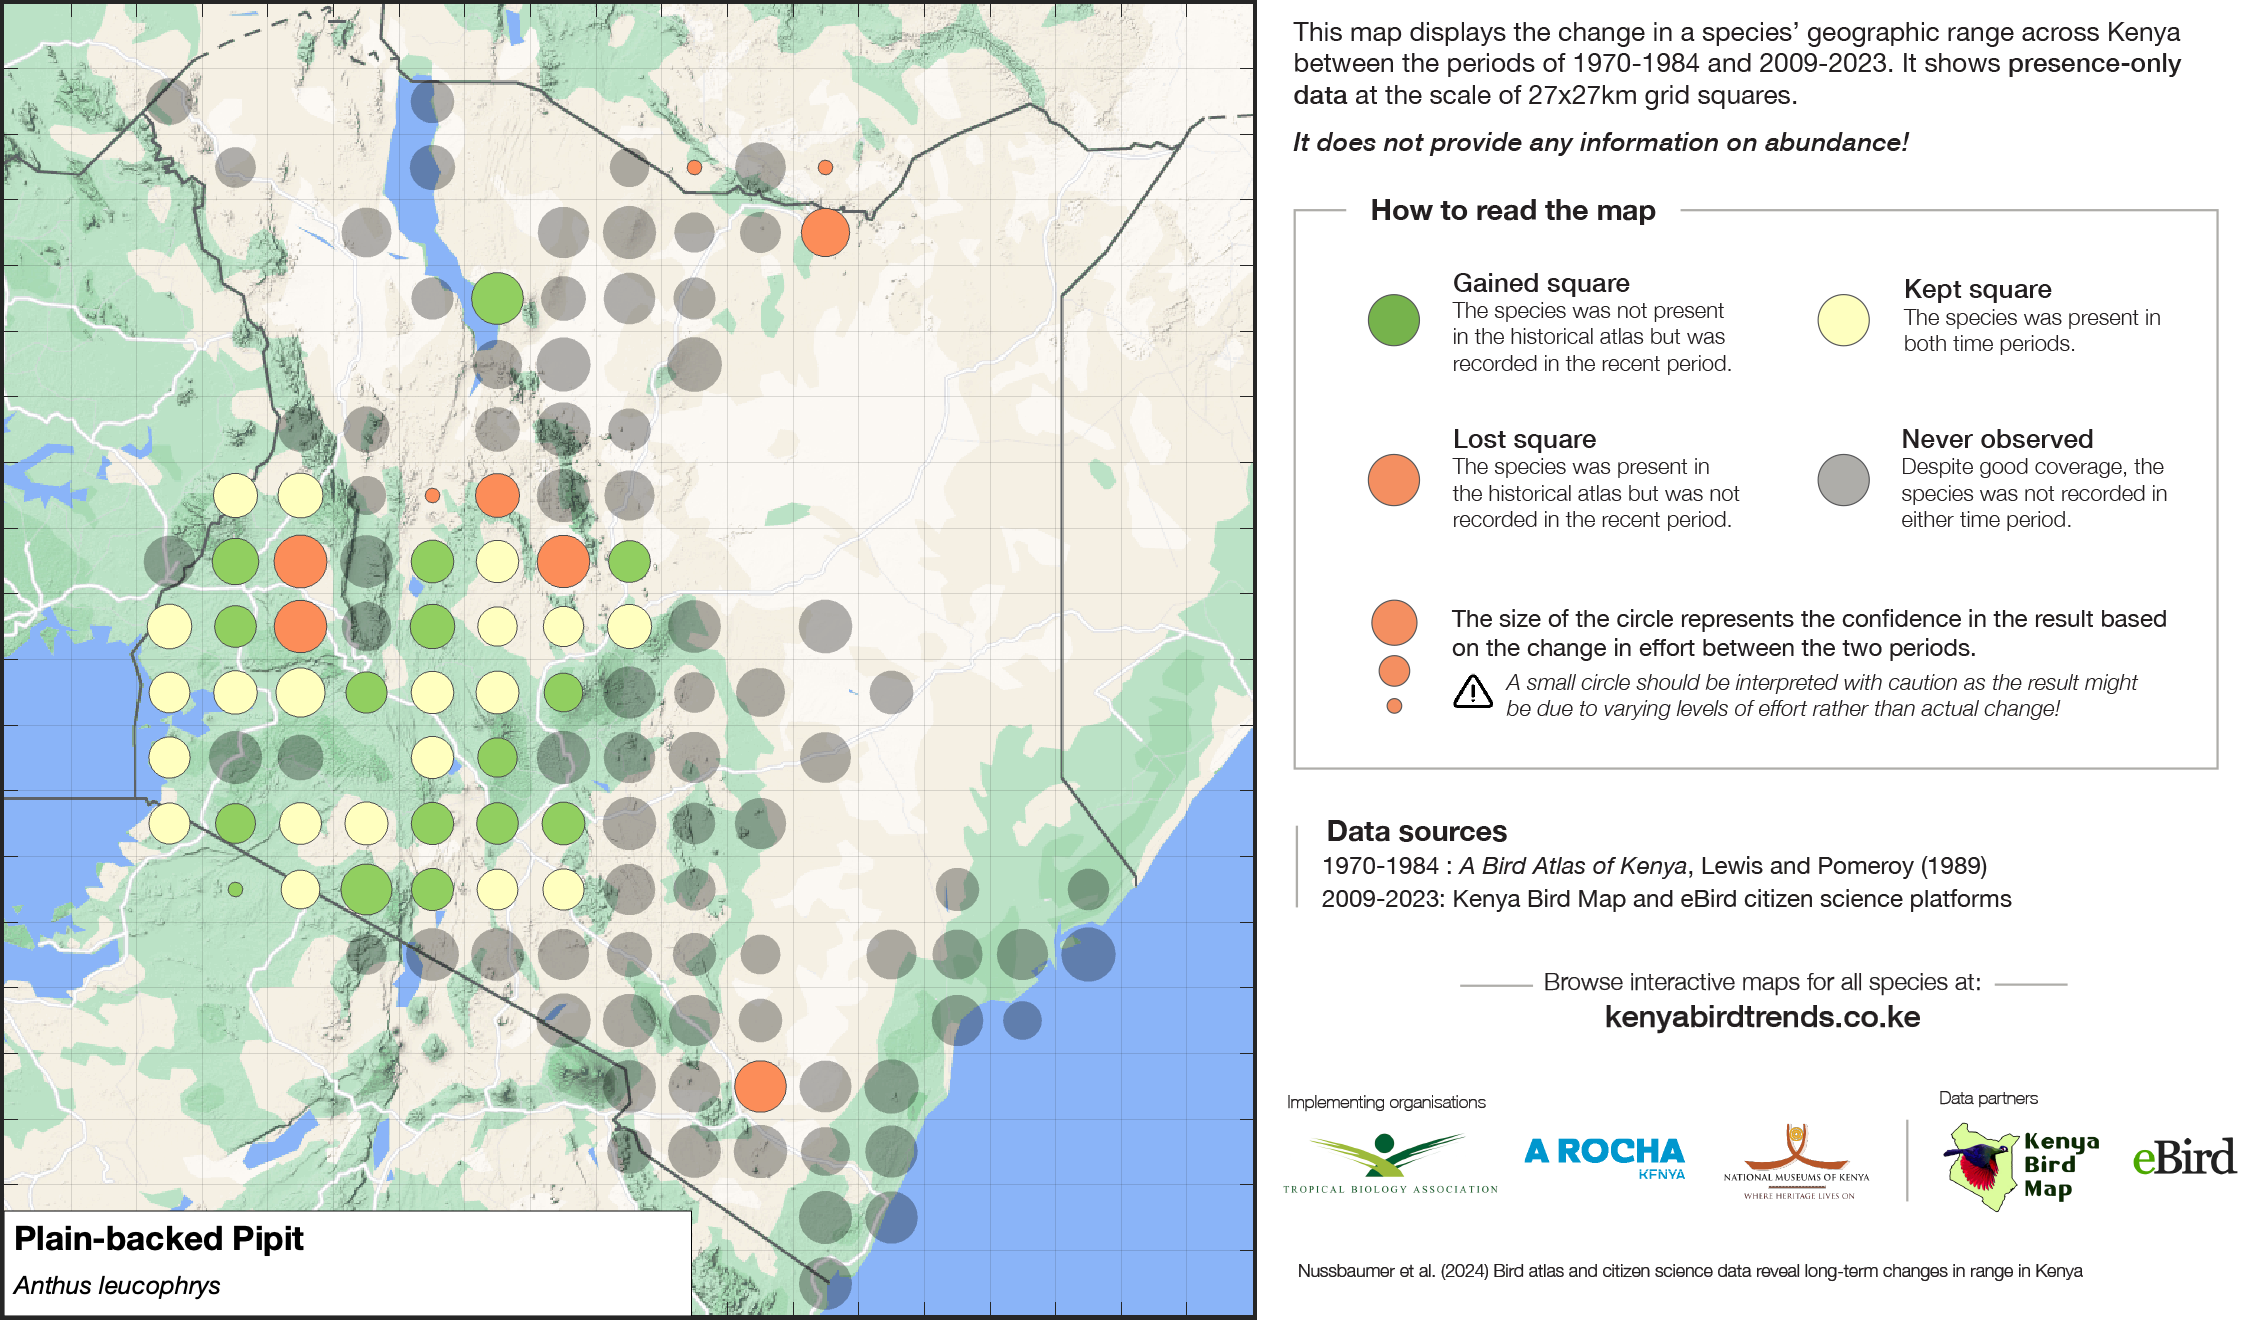 This map displays the change in a species’ geographic range across Kenya
between the periods of 1970-1984 and 2009-2023. It shows presence-only
data at the scale of 27x27km grid squares.
It does not provide any information on abundance!
How to read the map
Gained square
The species was not present
in the historical atlas but was
recorded in the recent period.
Kept square
The species was present in
both time periods.
Lost square
The species was present in
the historical atlas but was not
recorded in the recent period.
Never observed
Despite good coverage, the
species was not recorded in
either time period.
The size of the circle represents the confidence in the result based
on the change in effort between the two periods.
A small circle should be interpreted with caution as the result might
be due to varying levels of effort rather than actual change!
Data sources
1970-1984 : A Bird Atlas of Kenya, Lewis and Pomeroy (1989)
2009-2023: Kenya Bird Map and eBird citizen science platforms
Browse interactive maps for all species at:
kenyabirdtrends.co.ke
Implementing organisations
Data partners
TROPICAL BIOLOGY ASSOCIATION
A ROCHA
KENYA
NATIONAL MUSEUMS OF KENYA
WHERE HERITAGE LIVES ON
Kenya
Bird
Map
eBird
Plain-backed Pipit
Anthus leucophrys
Nussbaumer et al. (2024) Bird atlas and citizen science data reveal long-term changes in range in Kenya